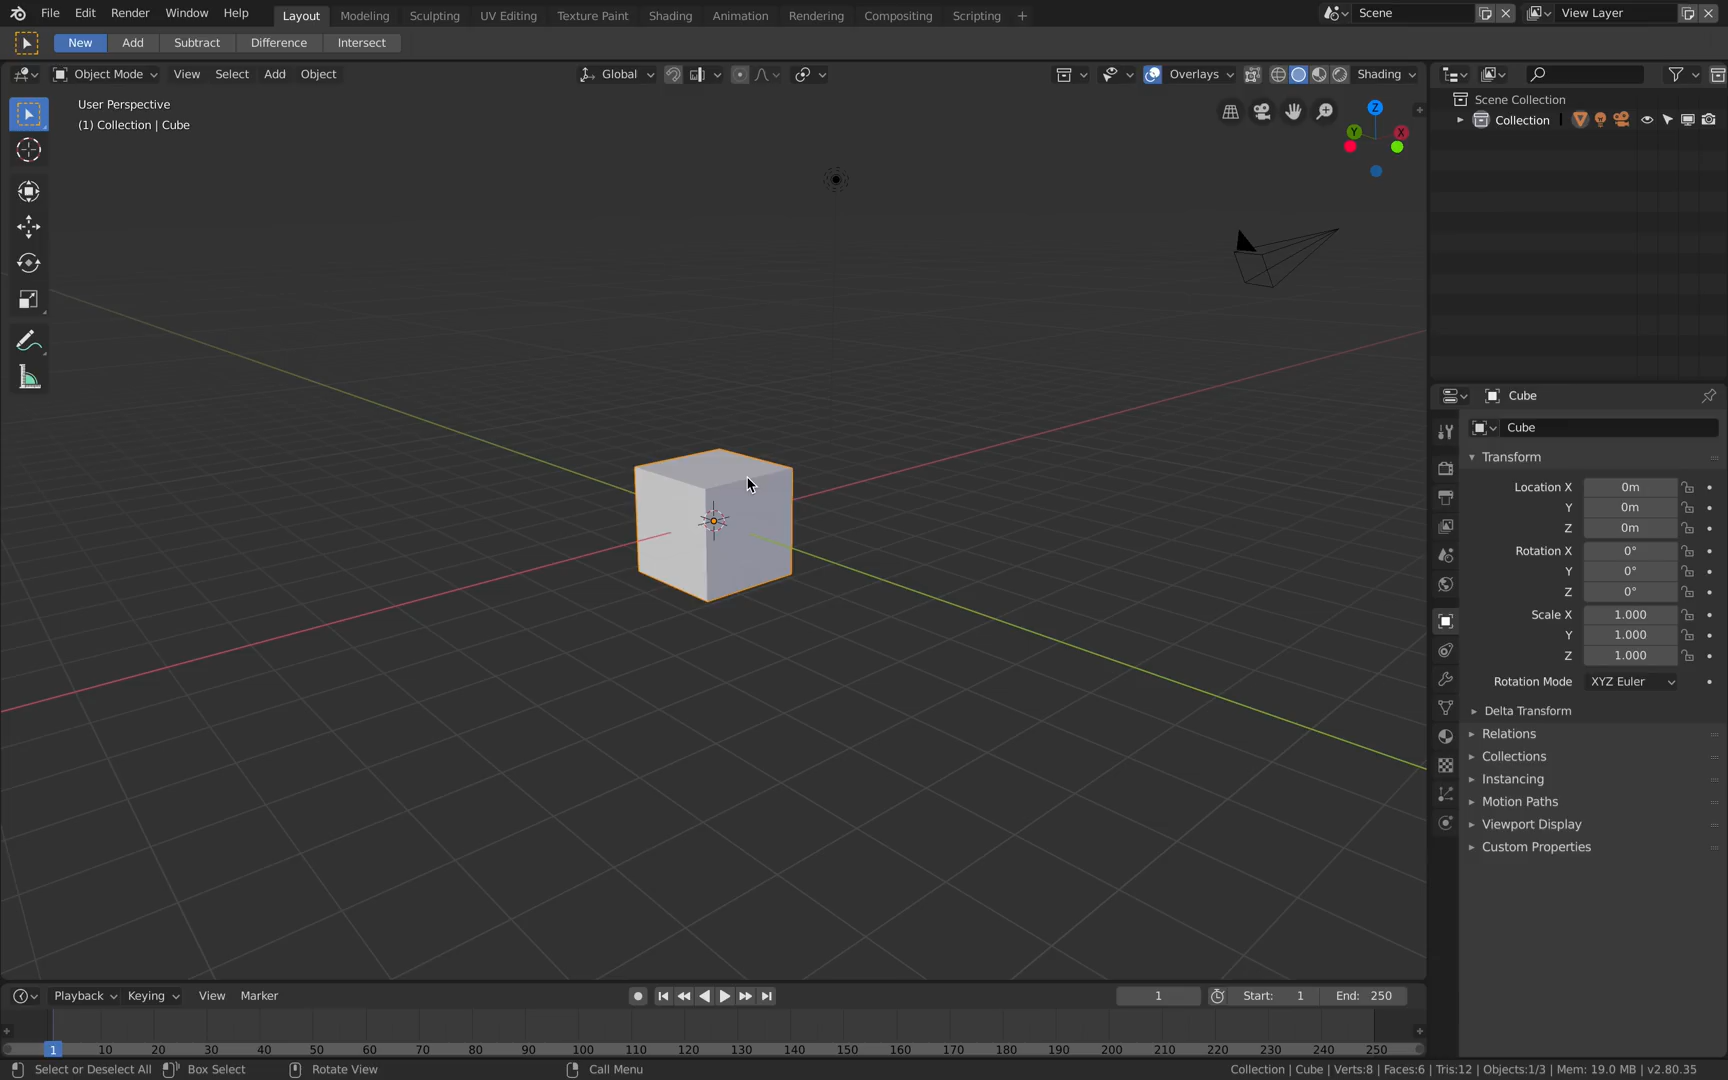 File Edit Render Window Help Layout Modeling Sculpting UV Editing Texture Paint Shading Animation Rendering Compositing Scripting + Scene View Layer
New Add Subtract Difference Intersect
Object Mode View Select Add Object Global Overlays Shading
User Perspective
(1) Collection | Cube
Z
Y X
Scene Collection
Collection
Cube
Cube
Transform
Location X 0m
Y 0m
Z 0m
Rotation X 0°
Y 0°
Z 0°
Scale X 1.000
Y 1.000
Z 1.000
Rotation Mode XYZ Euler
Delta Transform
Relations
Collections
Instancing
Motion Paths
Viewport Display
Custom Properties
Playback Keying View Marker 1 Start: 1 End: 250
1 10 20 30 40 50 60 70 80 90 100 110 120 130 140 150 160 170 180 190 200 210 220 230 240 250
Select or Deselect All Box Select Rotate View Call Menu Collection | Cube | Verts:8 | Faces:6 | Tris:12 | Objects:1/3 | Mem: 19.0 MB | v2.80.35